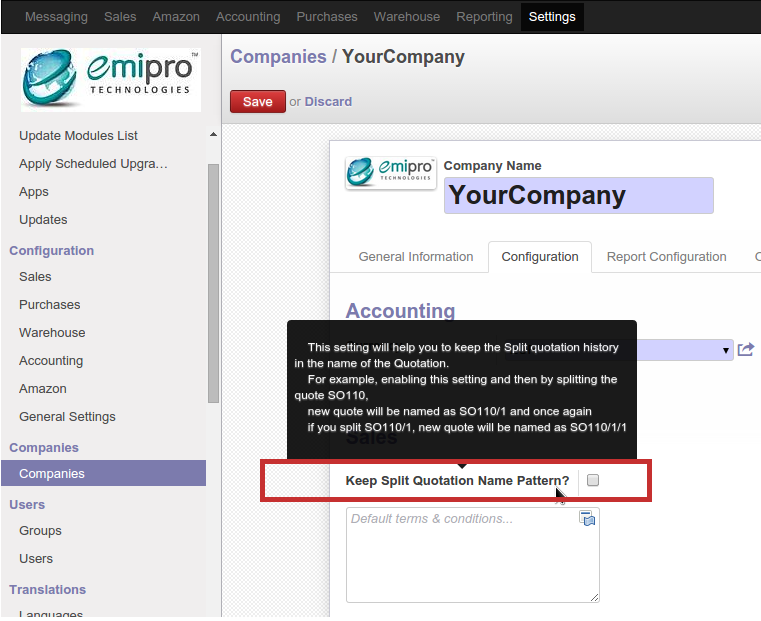 Messaging Sales Amazon Accounting Purchases Warehouse Reporting Settings
emipro™
TECHNOLOGIES
Update Modules List
Apply Scheduled Upgra…
Apps
Updates
Configuration
Sales
Purchases
Warehouse
Accounting
Amazon
General Settings
Companies
Companies
Users
Groups
Users
Translations
Languages
Companies / YourCompany
Save or Discard
emipro™
TECHNOLOGIES
Company Name
YourCompany
General Information Configuration Report Configuration
Accounting
This setting will help you to keep the Split quotation history
in the name of the Quotation.
For example, enabling this setting and then by splitting the
quote SO110,
new quote will be named as SO110/1 and once again
if you split SO110/1, new quote will be named as SO110/1/1
Sales
Keep Split Quotation Name Pattern?
Default terms & conditions...